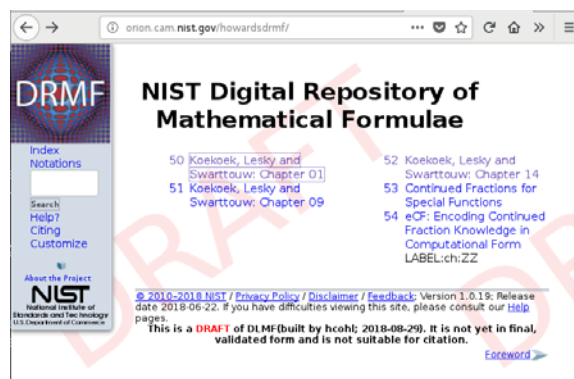 orion.cam.nist.gov/howardsdrmf/
DRMF
NIST Digital Repository of
Mathematical Formulae
Index
Notations
Search
Help?
Citing
Customize
About the Project
NIST
National Institute of
Standards and Technology
U.S. Department of Commerce
50 Koekoek, Lesky and
Swarttouw: Chapter 01
51 Koekoek, Lesky and
Swarttouw: Chapter 09
52 Koekoek, Lesky and
Swarttouw: Chapter 14
53 Continued Fractions for
Special Functions
54 eCF: Encoding Continued
Fraction Knowledge in
Computational Form
LABEL:ch:ZZ
© 2010–2018 NIST / Privacy Policy / Disclaimer / Feedback; Version 1.0.19; Release
date 2018-06-22. If you have difficulties viewing this site, please consult our Help
pages.
This is a DRAFT of DLMF(built by hcohl; 2018-08-29). It is not yet in final,
validated form and is not suitable for citation.
Foreword
DRAFT
DR